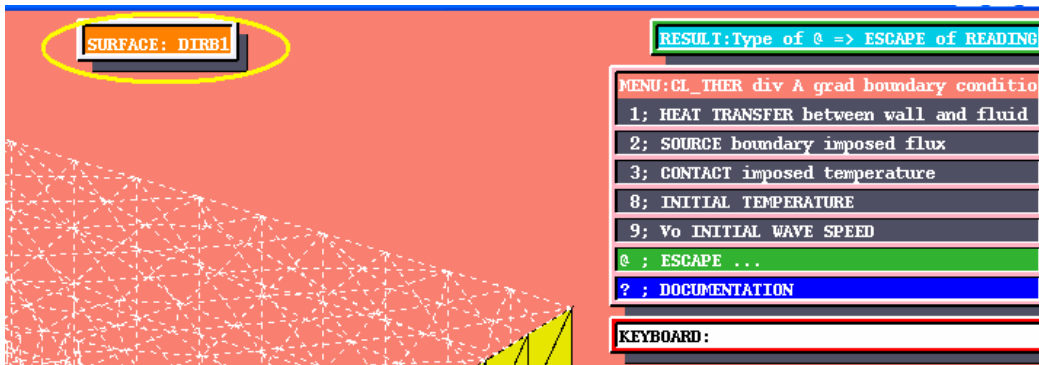 SURFACE: DIRB1
RESULT:Type of @ => ESCAPE of READING
MENU:CL_THER div A grad boundary conditio
1; HEAT TRANSFER between wall and fluid
2; SOURCE boundary imposed flux
3; CONTACT imposed temperature
8; INITIAL TEMPERATURE
9; Vo INITIAL WAVE SPEED
@ ; ESCAPE ...
? ; DOCUMENTATION
KEYBOARD: